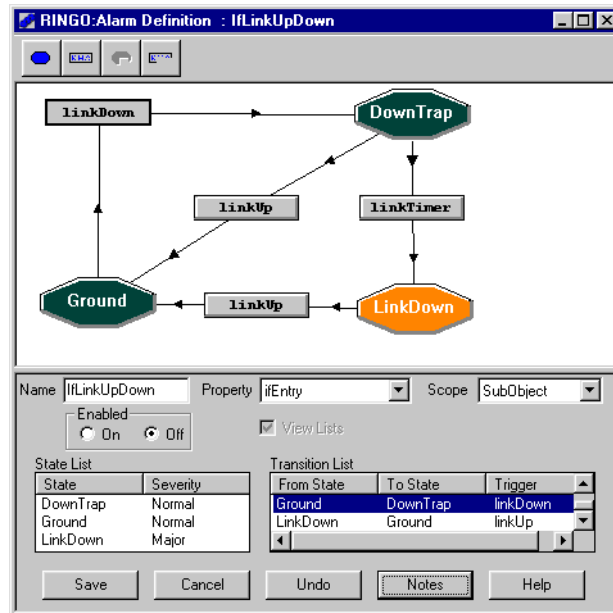 RINGO:Alarm Definition : IfLinkUpDown
linkDown
DownTrap
linkUp
linkTimer
Ground
linkUp
LinkDown
Name IfLinkUpDown Property ifEntry Scope SubObject
Enabled
On Off
View Lists
State List
State Severity
DownTrap Normal
Ground Normal
LinkDown Major
Transition List
From State To State Trigger
Ground DownTrap linkDown
LinkDown Ground linkUp
Save Cancel Undo Notes Help